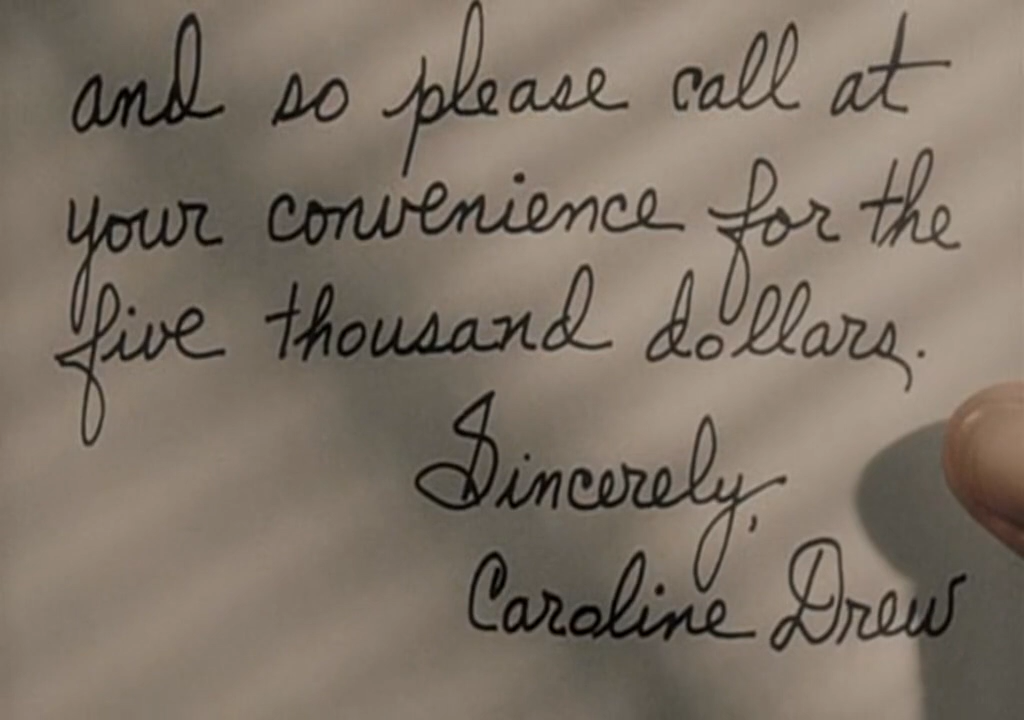 and so please call at
your convenience for the
five thousand dollars.
Sincerely,
Caroline Drew